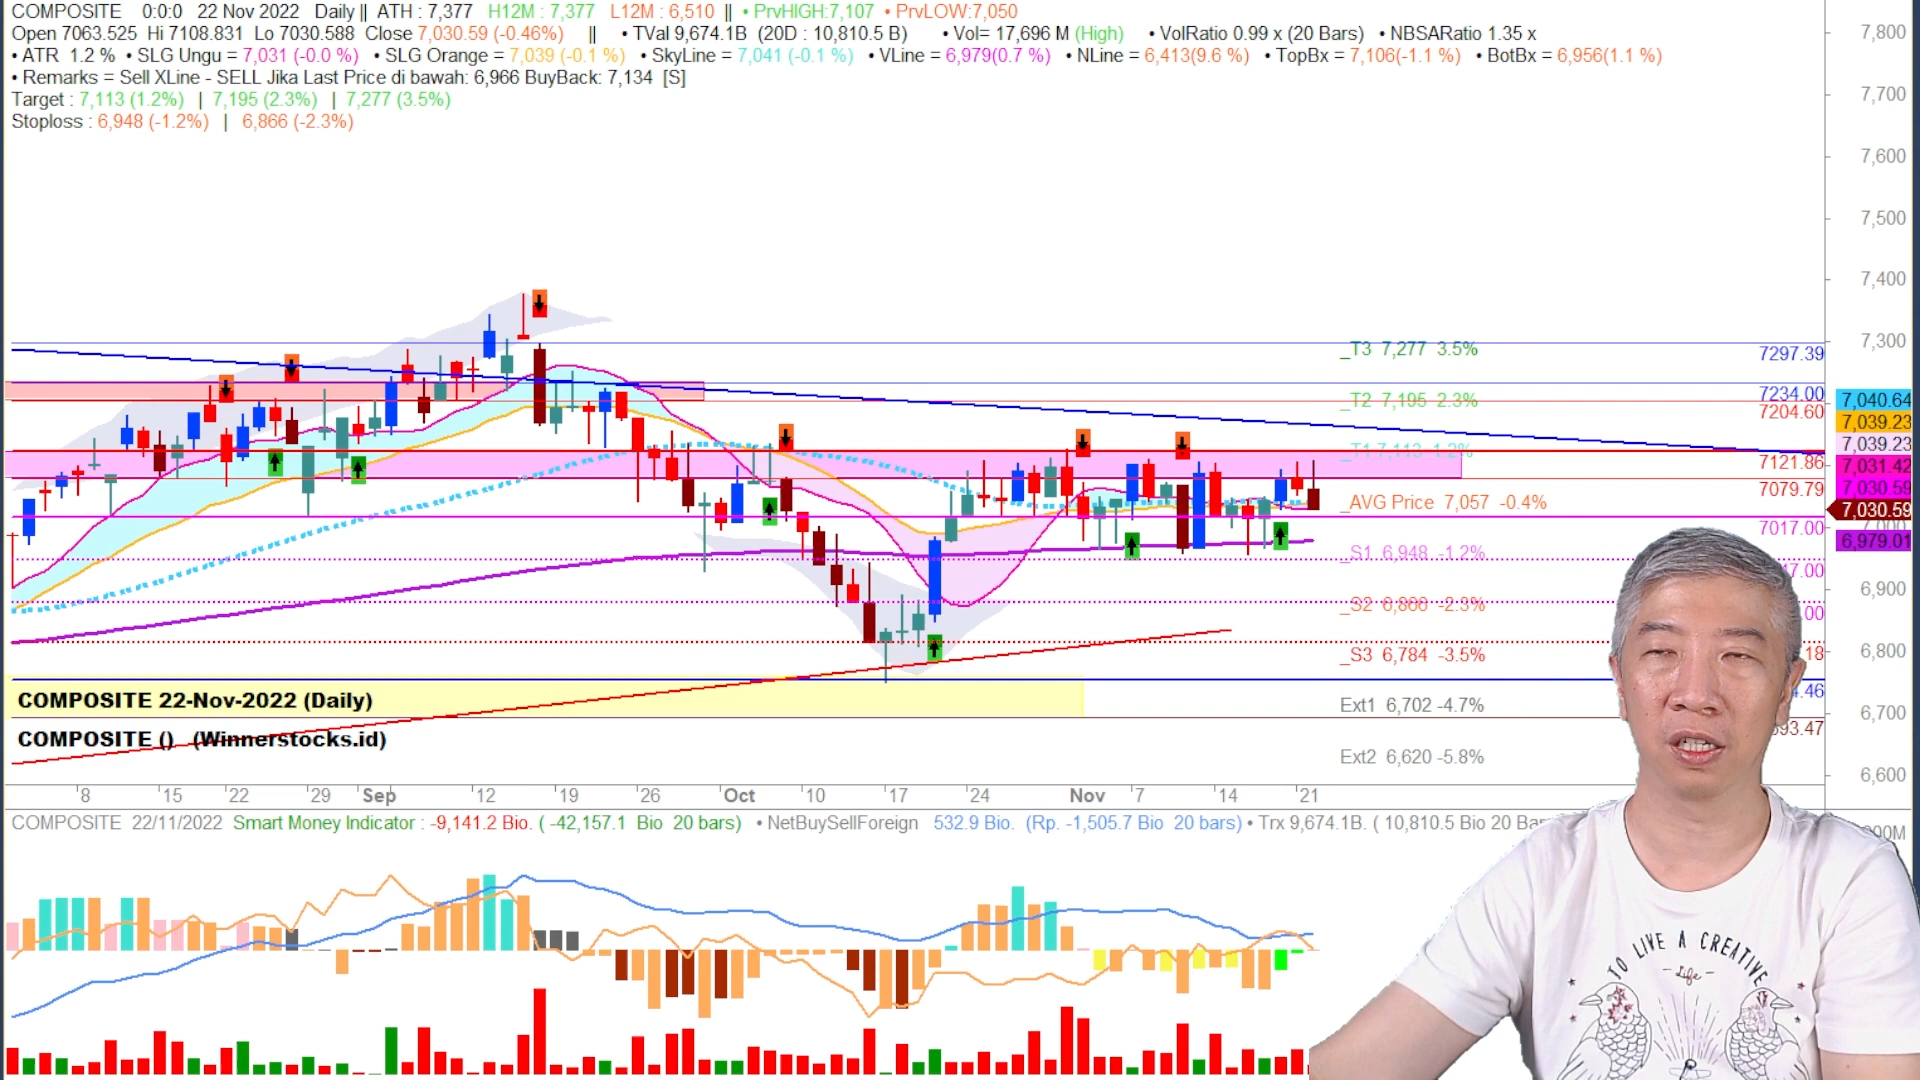 COMPOSITE 0:0:0 22 Nov 2022 Daily || ATH : 7,377 H12M : 7,377 L12M : 6,510 || • PrvHIGH:7,107 • PrvLOW:7,050
Open 7063.525 Hi 7108.831 Lo 7030.588 Close 7,030.59 (-0.46%) || • TVal 9,674.1B (20D : 10,810.5 B) • Vol= 17,696 M (High) • VolRatio 0.99 x (20 Bars) • NBSARatio 1.35 x
• ATR 1.2 % • SLG Ungu = 7,031 (-0.0 %) • SLG Orange = 7,039 (-0.1 %) • SkyLine = 7,041 (-0.1 %) • VLine = 6,979(0.7 %) • NLine = 6,413(9.6 %) • TopBx = 7,106(-1.1 %) • BotBx = 6,956(1.1 %)
• Remarks = Sell XLine - SELL Jika Last Price di bawah: 6,966 BuyBack: 7,134 [S]
Target : 7,113 (1.2%) | 7,195 (2.3%) | 7,277 (3.5%)
Stoploss : 6,948 (-1.2%) | 6,866 (-2.3%)
7,800
7,700
7,600
7,500
7,400
7,300
_T3 7,277 3.5%
7297.39
7234.00
_T2 7,195 2.3%
7204.60
7,040.64
7,039.23
7,039.23
_T1 7,113 1.2%
7121.86
7,031.42
7079.79
7,030.59
_AVG Price 7,057 -0.4%
7,030.59
7017.00
6,979.01
_S1 6,948 -1.2%
6,900
_S2 6,866 -2.3%
6,800
_S3 6,784 -3.5%
6,700
Ext1 6,702 -4.7%
Ext2 6,620 -5.8%
6,600
COMPOSITE 22-Nov-2022 (Daily)
COMPOSITE () (Winnerstocks.id)
8 15 22 29 Sep 12 19 26 Oct 10 17 24 Nov 7 14 21
COMPOSITE 22/11/2022 Smart Money Indicator : -9,141.2 Bio. ( -42,157.1 Bio 20 bars) • NetBuySellForeign 532.9 Bio. (Rp. -1,505.7 Bio 20 bars) • Trx 9,674.1B. ( 10,810.5 Bio 20 Bar
TO LIVE A CREATIVE
Life